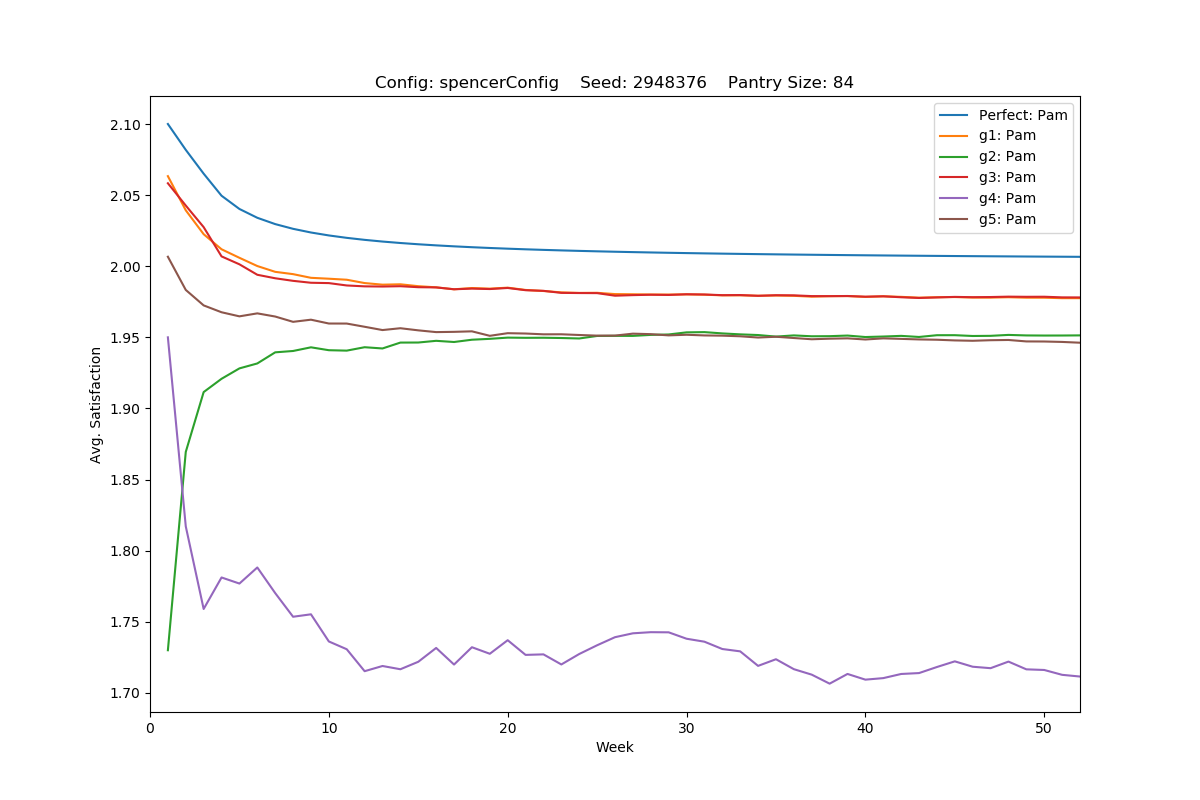 Config: spencerConfig    Seed: 2948376    Pantry Size: 84
Perfect: Pam
g1: Pam
g2: Pam
g3: Pam
g4: Pam
g5: Pam
Avg. Satisfaction
2.10
2.05
2.00
1.95
1.90
1.85
1.80
1.75
1.70
0 10 20 30 40 50
Week